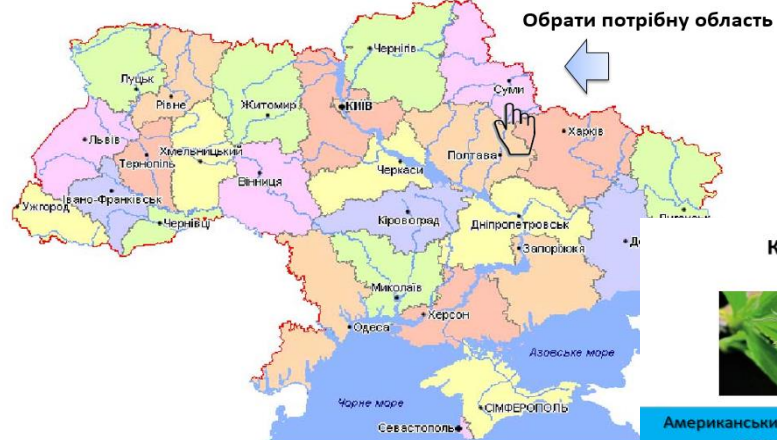 Обрати потрібну область
Чернігів
Суми
Луцьк
Рівне
Житомир
КИЇВ
Львів
Тернопіль
Хмельницький
Вінниця
Харків
Полтава
Черкаси
Ужгород
Івано-Франківськ
Чернівці
Кіровоград
Дніпропетровськ
Запоріжжя
Миколаїв
Херсон
Одеса
Азовське море
Чорне море
СІМФЕРОПОЛЬ
Севастополь